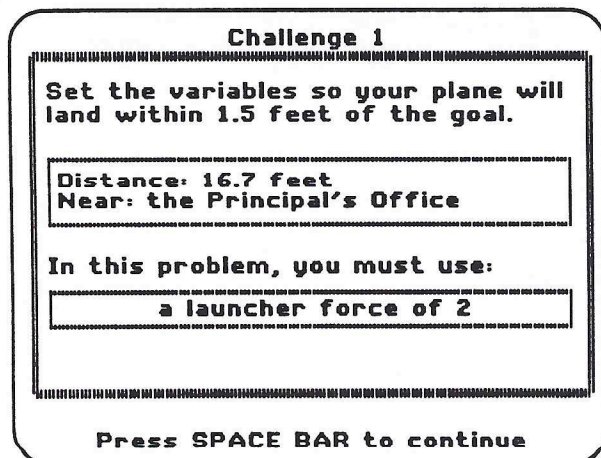 Challenge 1
Set the variables so your plane will
land within 1.5 feet of the goal.
Distance: 16.7 feet
Near: the Principal's Office
In this problem, you must use:
a launcher force of 2
Press SPACE BAR to continue